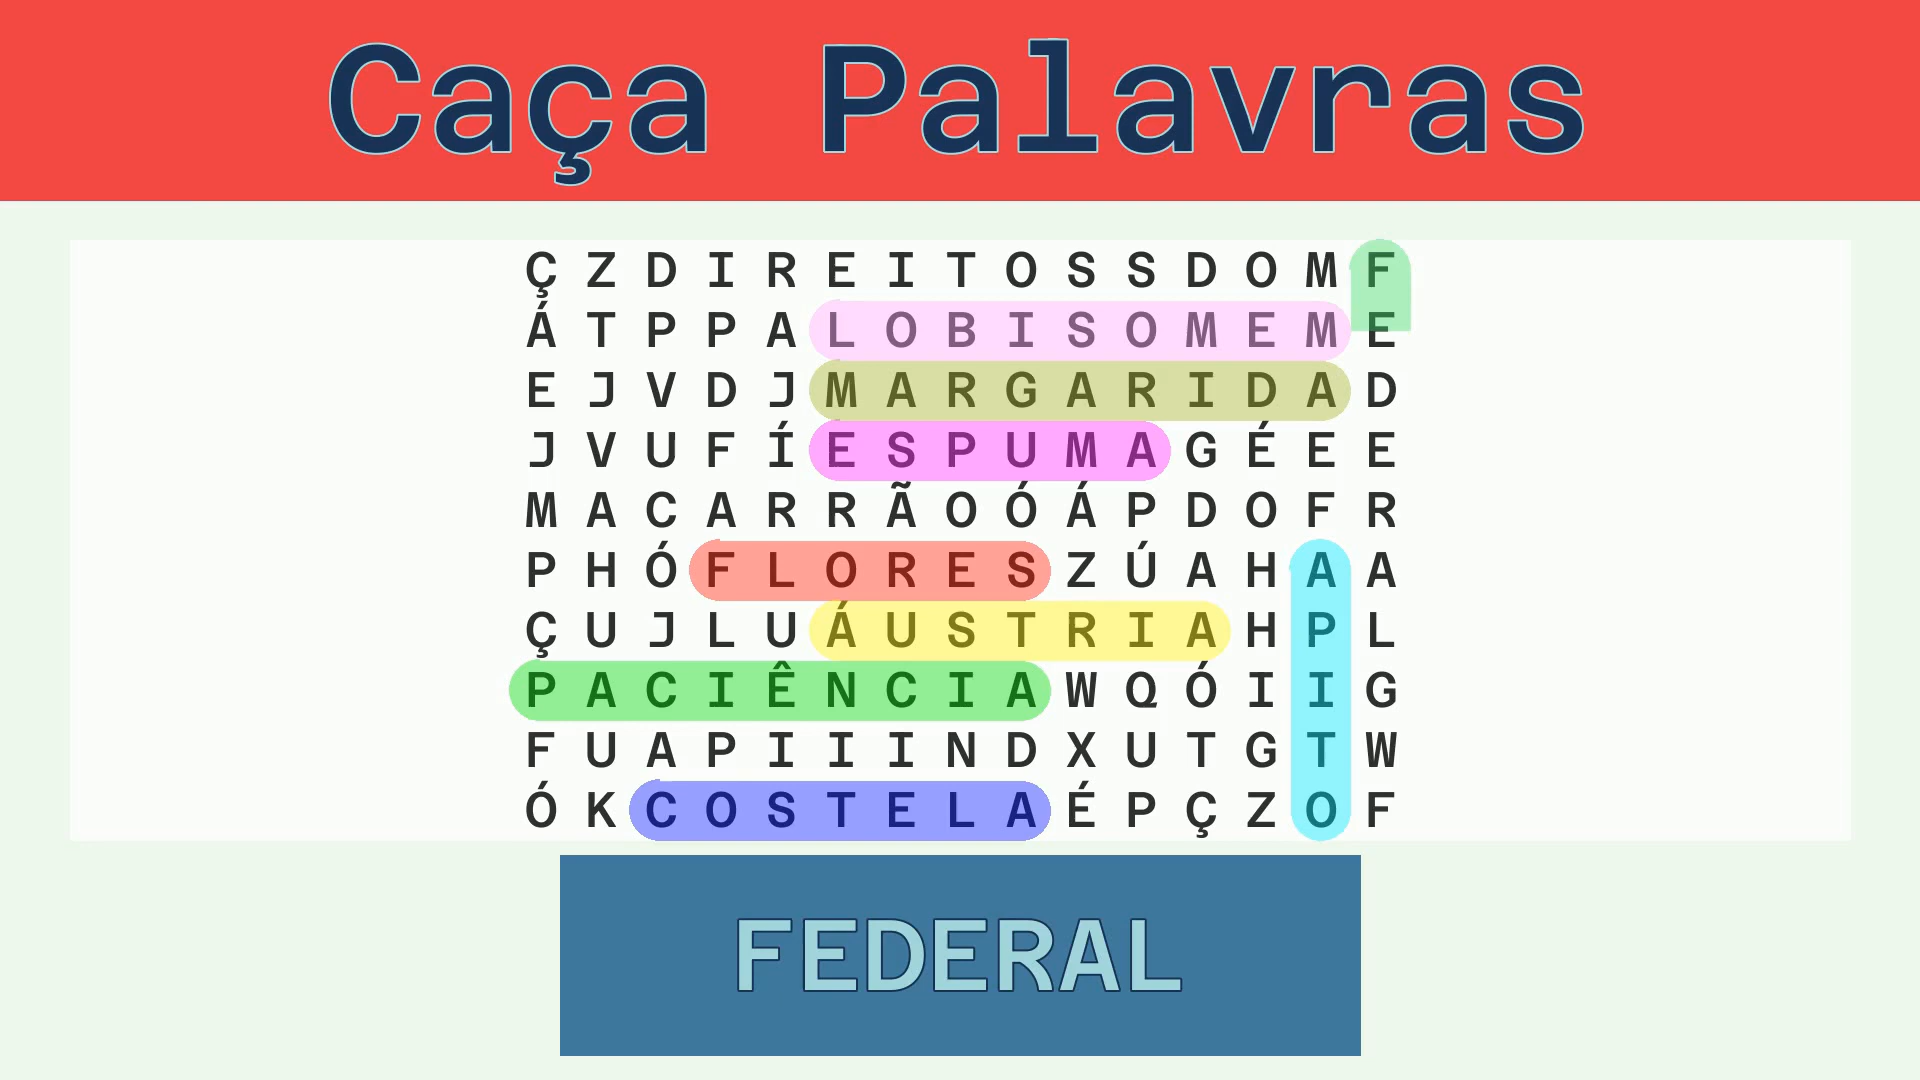 Caça Palavras
Ç Z D I R E I T O S S D O M F
Á T P P A L O B I S O M E M E
E J V D J M A R G A R I D A D
J V U F Í E S P U M A G É E E
M A C A R R Ã O Ó Á P D O F R
P H Ó F L O R E S Z Ú A H A A
Ç U J L U Á U S T R I A H P L
P A C I Ê N C I A W Q Ó I I G
F U A P I I I N D X U T G T W
Ó K C O S T E L A É P Ç Z O F
FEDERAL